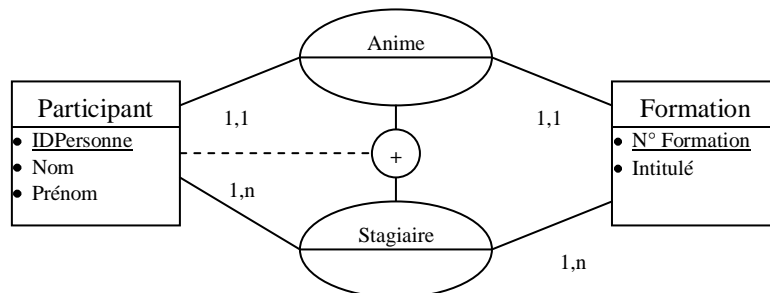 Anime
Participant
IDPersonne
Nom
Prénom
1,1
1,1
Formation
N° Formation
Intitulé
+
1,n
Stagiaire
1,n